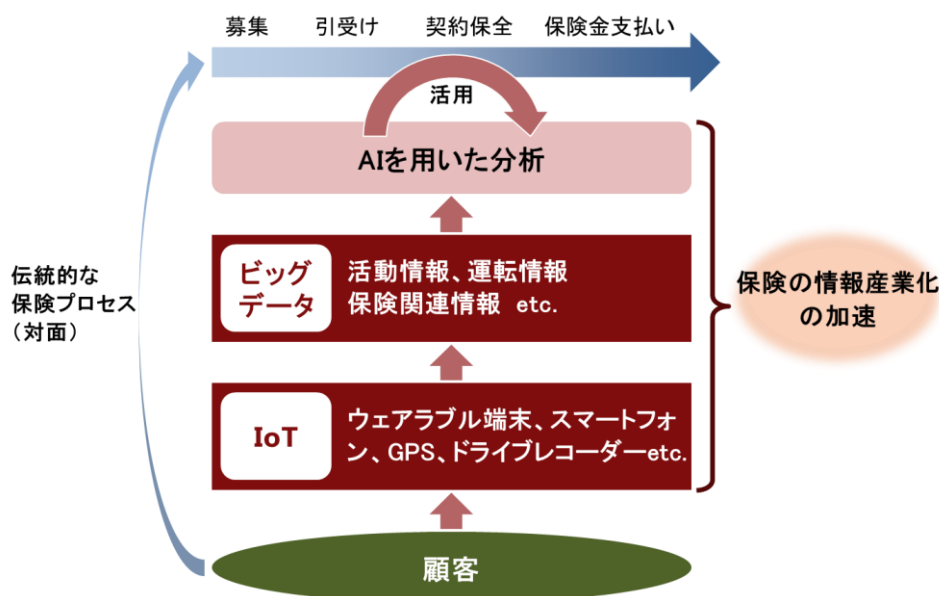 募集 引受け 契約保全 保険金支払い
活用
AIを用いた分析
ビッグ
データ
活動情報、運転情報
保険関連情報 etc.
伝統的な
保険プロセス
（対面）
保険の情報産業化
の加速
IoT
ウェアラブル端末、スマートフォ
ン、GPS、ドライブレコーダーetc.
顧客